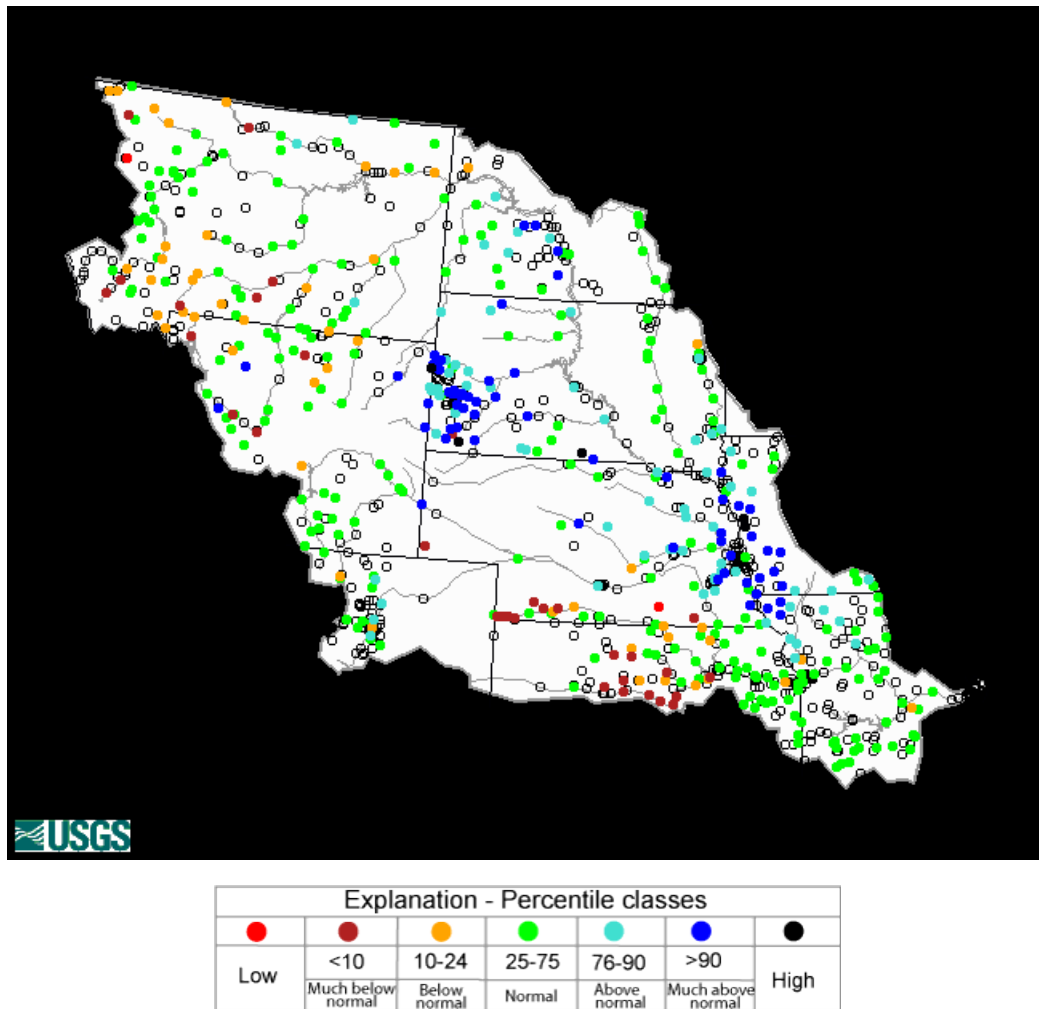 USGS
Explanation - Percentile classes
Low
<10
10-24
25-75
76-90
>90
High
Much below
normal
Below
normal
Normal
Above
normal
Much above
normal